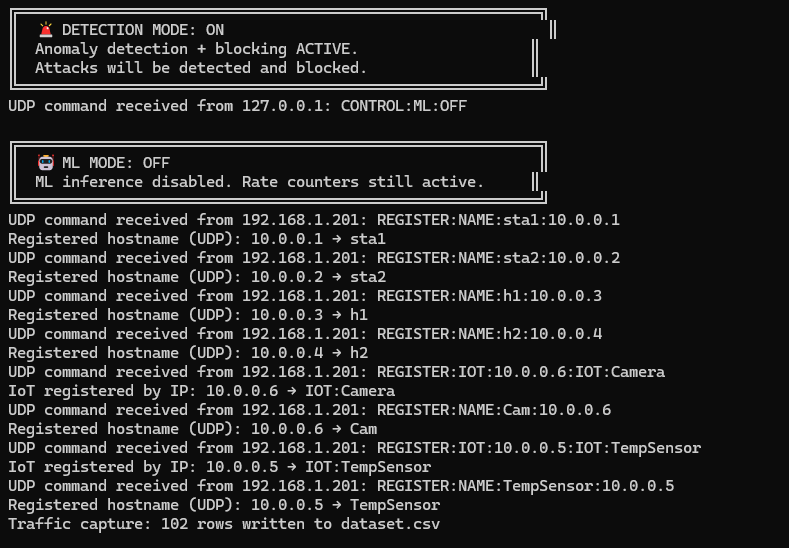 🚨 DETECTION MODE: ON
Anomaly detection + blocking ACTIVE.
Attacks will be detected and blocked.
UDP command received from 127.0.0.1: CONTROL:ML:OFF
🤖 ML MODE: OFF
ML inference disabled. Rate counters still active.
UDP command received from 192.168.1.201: REGISTER:NAME:sta1:10.0.0.1
Registered hostname (UDP): 10.0.0.1 → sta1
UDP command received from 192.168.1.201: REGISTER:NAME:sta2:10.0.0.2
Registered hostname (UDP): 10.0.0.2 → sta2
UDP command received from 192.168.1.201: REGISTER:NAME:h1:10.0.0.3
Registered hostname (UDP): 10.0.0.3 → h1
UDP command received from 192.168.1.201: REGISTER:NAME:h2:10.0.0.4
Registered hostname (UDP): 10.0.0.4 → h2
UDP command received from 192.168.1.201: REGISTER:IOT:10.0.0.6:IOT:Camera
IoT registered by IP: 10.0.0.6 → IOT:Camera
UDP command received from 192.168.1.201: REGISTER:NAME:Cam:10.0.0.6
Registered hostname (UDP): 10.0.0.6 → Cam
UDP command received from 192.168.1.201: REGISTER:IOT:10.0.0.5:IOT:TempSensor
IoT registered by IP: 10.0.0.5 → IOT:TempSensor
UDP command received from 192.168.1.201: REGISTER:NAME:TempSensor:10.0.0.5
Registered hostname (UDP): 10.0.0.5 → TempSensor
Traffic capture: 102 rows written to dataset.csv